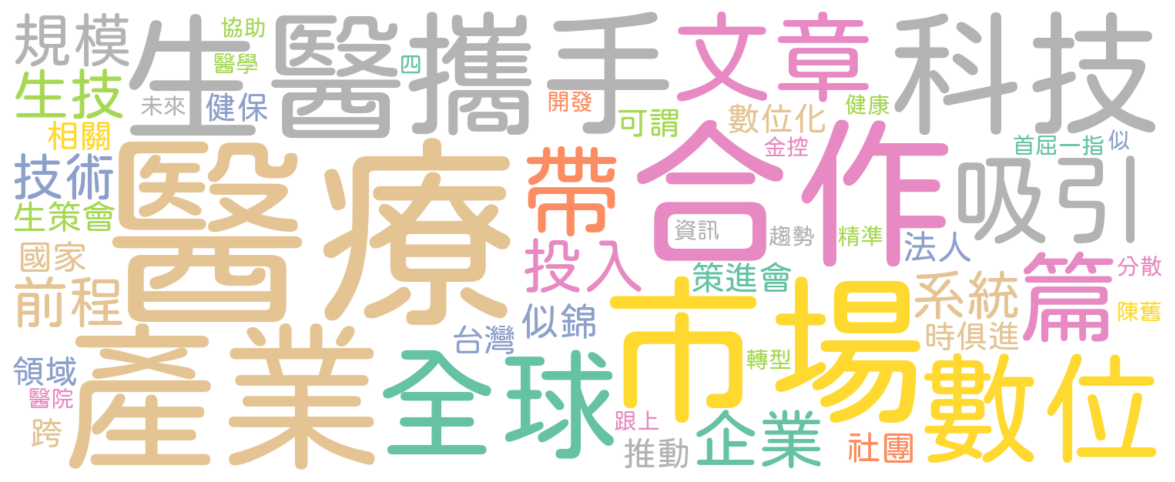 規模
生醫
攜手
文章
科技
協助
醫學
四
生技
未來
健保
開發
可謂
數位化
健康
相關
金控
首屈一指
似
技術
醫療
帶
合作
吸引
生策會
資訊
趨勢
精準
法人
國家
投入
策進會
系統
篇
分散
前程
似錦
市場
陳舊
台灣
時俱進
領域
產業
全球
轉型
數位
醫院
跨
跟上
推動
企業
社團